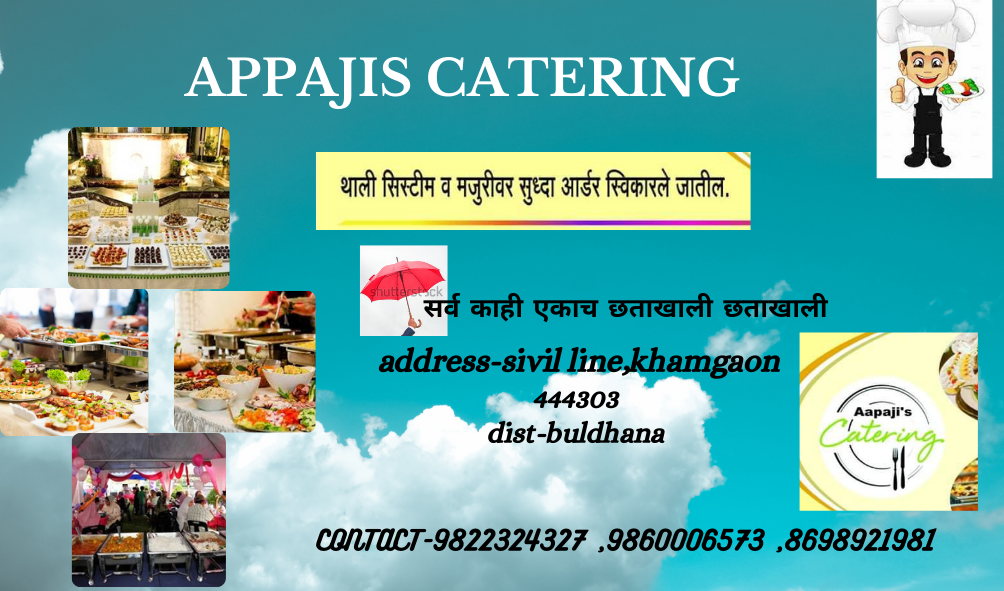 APPAJIS CATERING
थाली सिस्टीम व मजुरीवर सुध्दा आर्डर स्विकारले जातील.
shutterstock
सर्व काही एकाच छताखाली छताखाली
address-sivil line,khamgaon
444303
dist-buldhana
Aapaji's
Catering
CONTACT-9822324327 ,9860006573 ,8698921981